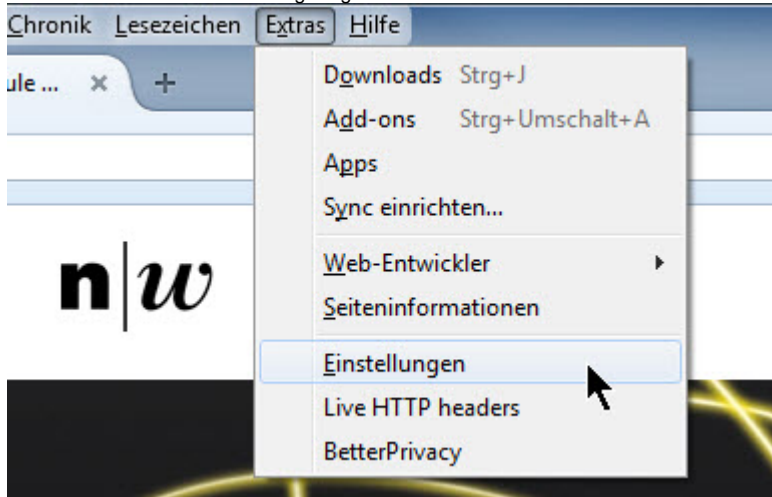 Chronik Lesezeichen Extras Hilfe
ule ... × +
Downloads Strg+J
Add-ons Strg+Umschalt+A
Apps
Sync einrichten...
Web-Entwickler
n|w
Seiteninformationen
Einstellungen
Live HTTP headers
BetterPrivacy